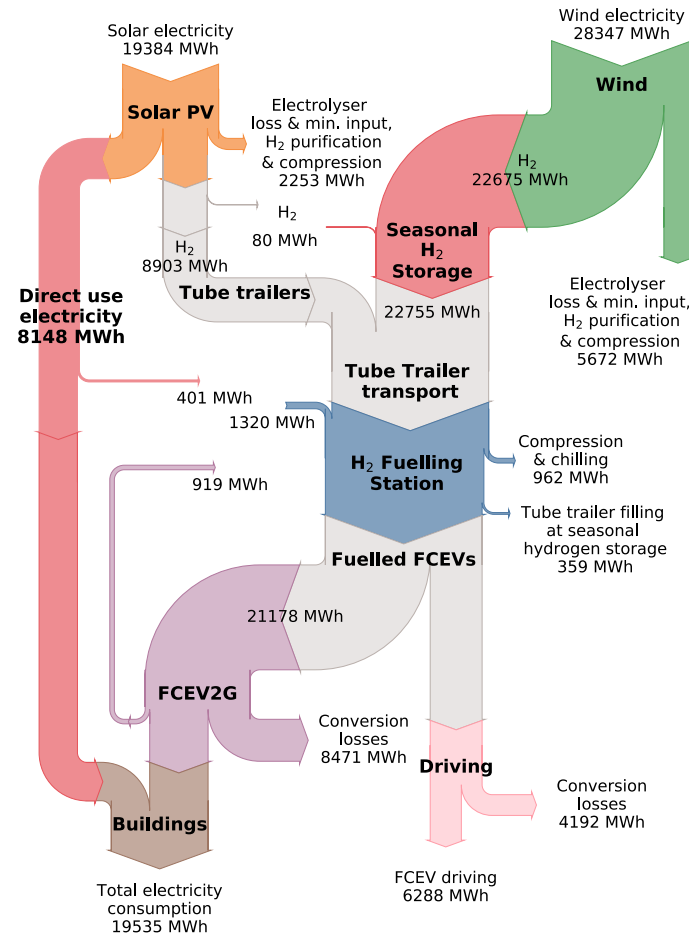 Solar electricity
19384 MWh
Wind electricity
28347 MWh
Solar PV
Wind
Electrolyser
loss & min. input,
H₂ purification
& compression
2253 MWh
H₂
22675 MWh
H₂
80 MWh
Seasonal
H₂
Storage
H₂
8903 MWh
Tube trailers
Direct use
electricity
8148 MWh
22755 MWh
Electrolyser
loss & min. input,
H₂ purification
& compression
5672 MWh
Tube Trailer
transport
401 MWh
1320 MWh
H₂ Fuelling
Station
Compression
& chilling
962 MWh
919 MWh
Tube trailer filling
at seasonal
hydrogen storage
359 MWh
Fuelled FCEVs
21178 MWh
FCEV2G
Conversion
losses
8471 MWh
Driving
Conversion
losses
4192 MWh
Buildings
Total electricity
consumption
19535 MWh
FCEV driving
6288 MWh